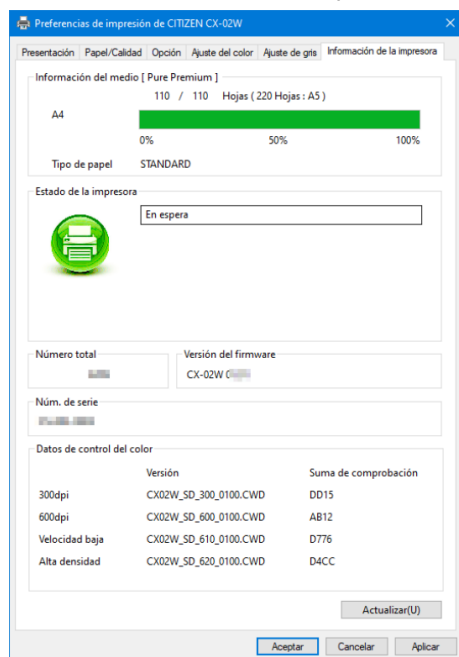 Preferencias de impresión de CITIZEN CX-02W
Presentación Papel/Calidad Opción Ajuste del color Ajuste de gris Información de la impresora
Información del medio [ Pure Premium ]
110 / 110 Hojas ( 220 Hojas : A5 )
A4
0% 50% 100%
Tipo de papel STANDARD
Estado de la impresora
En espera
Número total Versión del firmware
CX-02W
Núm. de serie
Datos de control del color
Versión Suma de comprobación
300dpi CX02W_SD_300_0100.CWD DD15
600dpi CX02W_SD_600_0100.CWD AB12
Velocidad baja CX02W_SD_610_0100.CWD D776
Alta densidad CX02W_SD_620_0100.CWD D4CC
Actualizar(U)
Aceptar Cancelar Aplicar